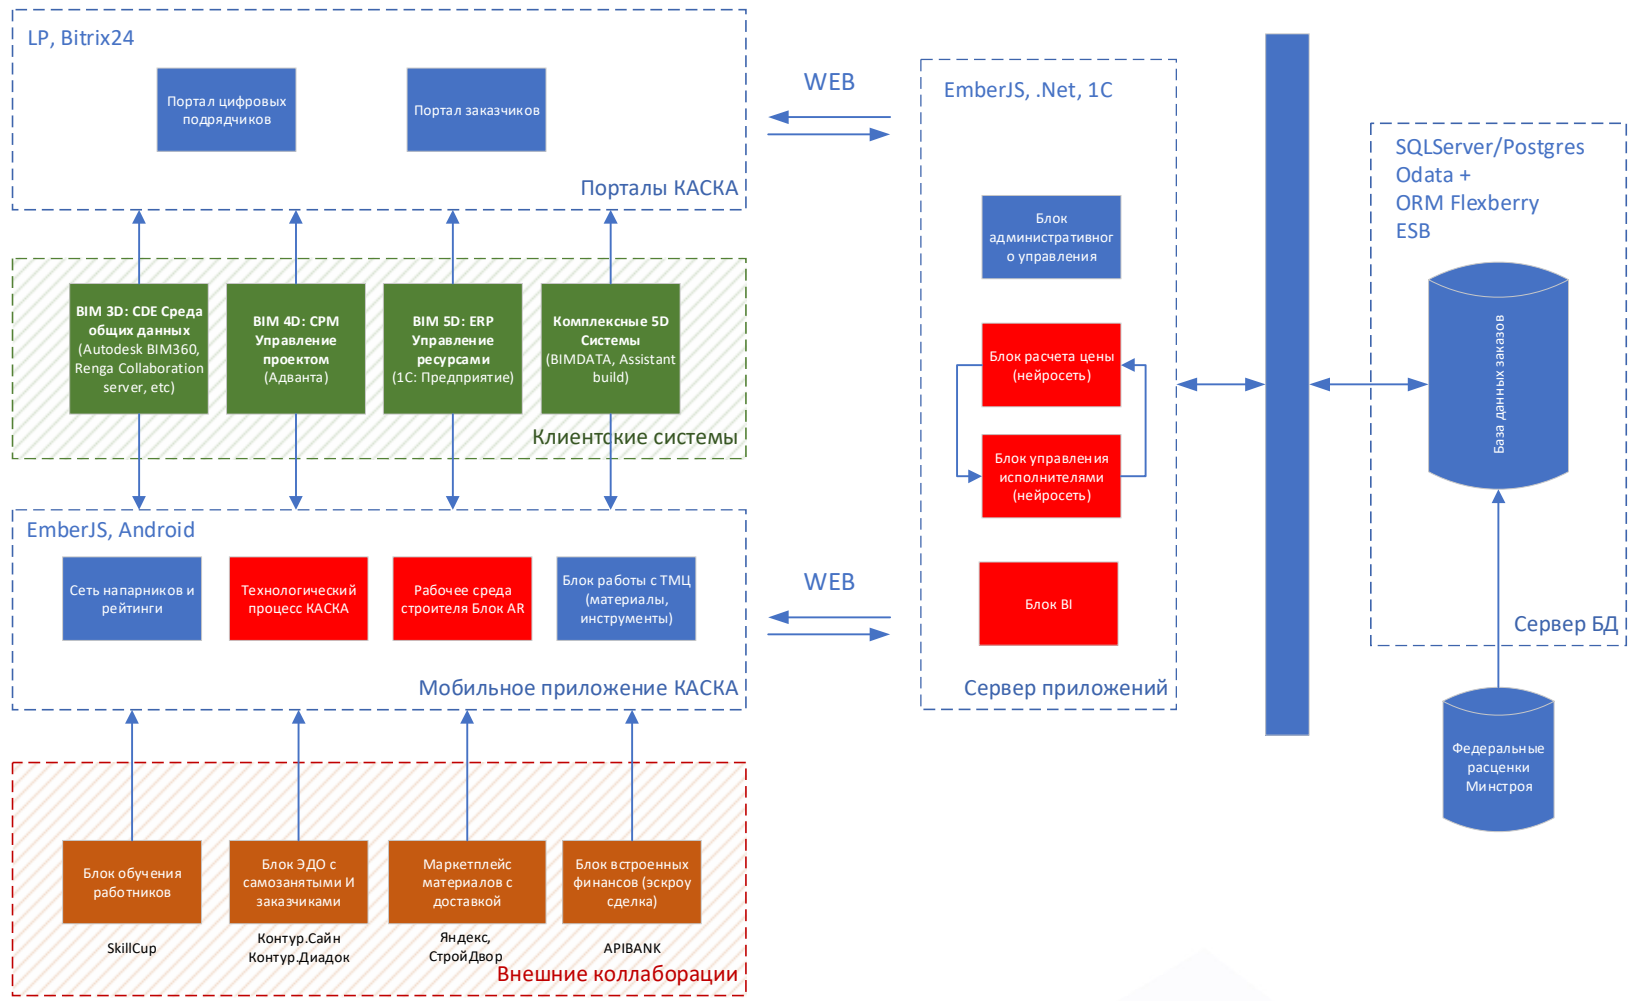 LP, Bitrix24
Портал цифровых
подрядчиков
Портал заказчиков
Порталы КАСКА
BIM 3D: CDE Среда
общих данных
(Autodesk BIM360,
Renga Collaboration
server, etc)
BIM 4D: CPM
Управление
проектом
(Адванта)
BIM 5D: ERP
Управление
ресурсами
(1С: Предприятие)
Комплексные 5D
Системы
(BIMDATA, Assistant
build)
Клиентские системы
EmberJS, Android
Сеть напарников и
рейтинги
Технологический
процесс КАСКА
Рабочее среда
строителя Блок AR
Блок работы с ТМЦ
(материалы,
инструменты)
Мобильное приложение КАСКА
Блок обучения
работников
SkillCup
Блок ЭДО с
самозанятыми И
заказчиками
Контур.Сайн
Контур.Диадок
Маркетплейс
материалов с
доставкой
Яндекс,
СтройДвор
Блок встроенных
финансов (эскроу
сделка)
APIBANK
Внешние коллаборации
WEB
WEB
EmberJS, .Net, 1C
Блок
административног
о управления
Блок расчета цены
(нейросеть)
Блок управления
исполнителями
(нейросеть)
Блок BI
Сервер приложений
SQLServer/Postgres
Odata +
ORM Flexberry
ESB
База данных заказов
Сервер БД
Федеральные
расценки
Минстроя